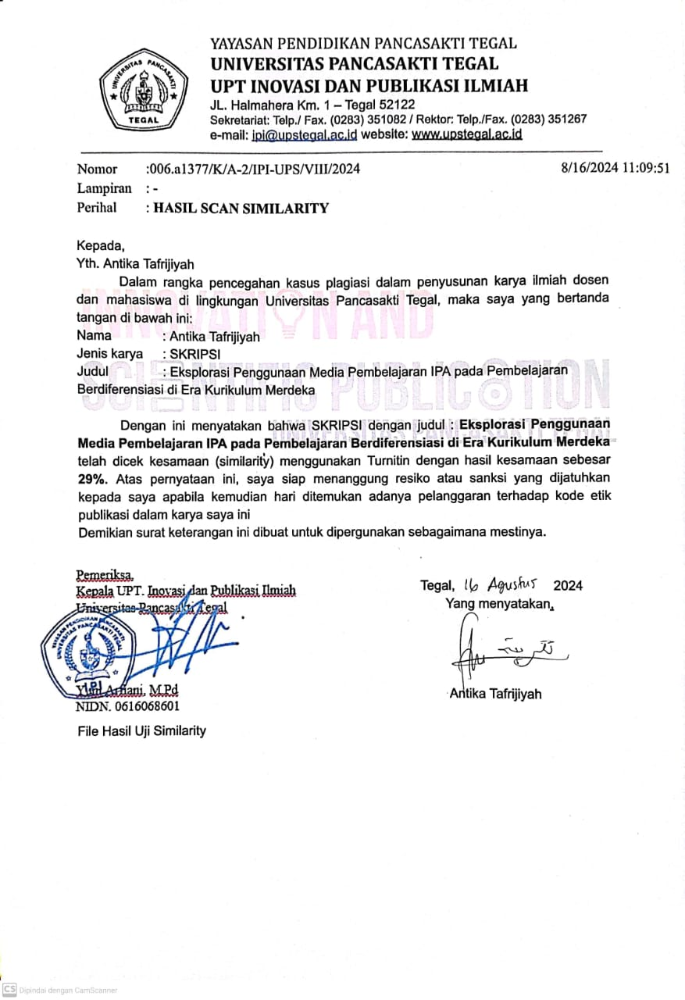 UNIVERSITAS PANCASAKTI
TEGAL
YAYASAN PENDIDIKAN PANCASAKTI TEGAL
UNIVERSITAS PANCASAKTI TEGAL
UPT INOVASI DAN PUBLIKASI ILMIAH
JL. Halmahera Km. 1 – Tegal 52122
Sekretariat: Telp./ Fax. (0283) 351082 / Rektor: Telp./Fax. (0283) 351267
e-mail: ipi@upstegal.ac.id website: www.upstegal.ac.id
Nomor :006.a1377/K/A-2/IPI-UPS/VIII/2024 8/16/2024 11:09:51
Lampiran : -
Perihal : HASIL SCAN SIMILARITY
Kepada,
Yth. Antika Tafrijiyah
Dalam rangka pencegahan kasus plagiasi dalam penyusunan karya ilmiah dosen
dan mahasiswa di lingkungan Universitas Pancasakti Tegal, maka saya yang bertanda
tangan di bawah ini:
INNOVATION AND
Nama : Antika Tafrijiyah
Jenis karya : SKRIPSI
Judul : Eksplorasi Penggunaan Media Pembelajaran IPA pada Pembelajaran
Berdiferensiasi di Era Kurikulum Merdeka
SCIENTIFIC PUBLICATION
UNIVERSITAS PANCASAKTI TEGAL
Dengan ini menyatakan bahwa SKRIPSI dengan judul : Eksplorasi Penggunaan
Media Pembelajaran IPA pada Pembelajaran Berdiferensiasi di Era Kurikulum Merdeka
telah dicek kesamaan (similarity) menggunakan Turnitin dengan hasil kesamaan sebesar
29%. Atas pernyataan ini, saya siap menanggung resiko atau sanksi yang dijatuhkan
kepada saya apabila kemudian hari ditemukan adanya pelanggaran terhadap kode etik
publikasi dalam karya saya ini
Demikian surat keterangan ini dibuat untuk dipergunakan sebagaimana mestinya.
Pemeriksa,
Kepala UPT. Inovasi dan Publikasi Ilmiah
Universitas Pancasakti Tegal
YAYASAN PENDIDIKAN PANCASAKTI
UNIVERSITAS PANCASAKTI TEGAL
M.Pd
NIDN. 0616068601
Tegal, 16 Agustus 2024
Yang menyatakan,
Antika Tafrijiyah
File Hasil Uji Similarity
CS Dipindai dengan CamScanner